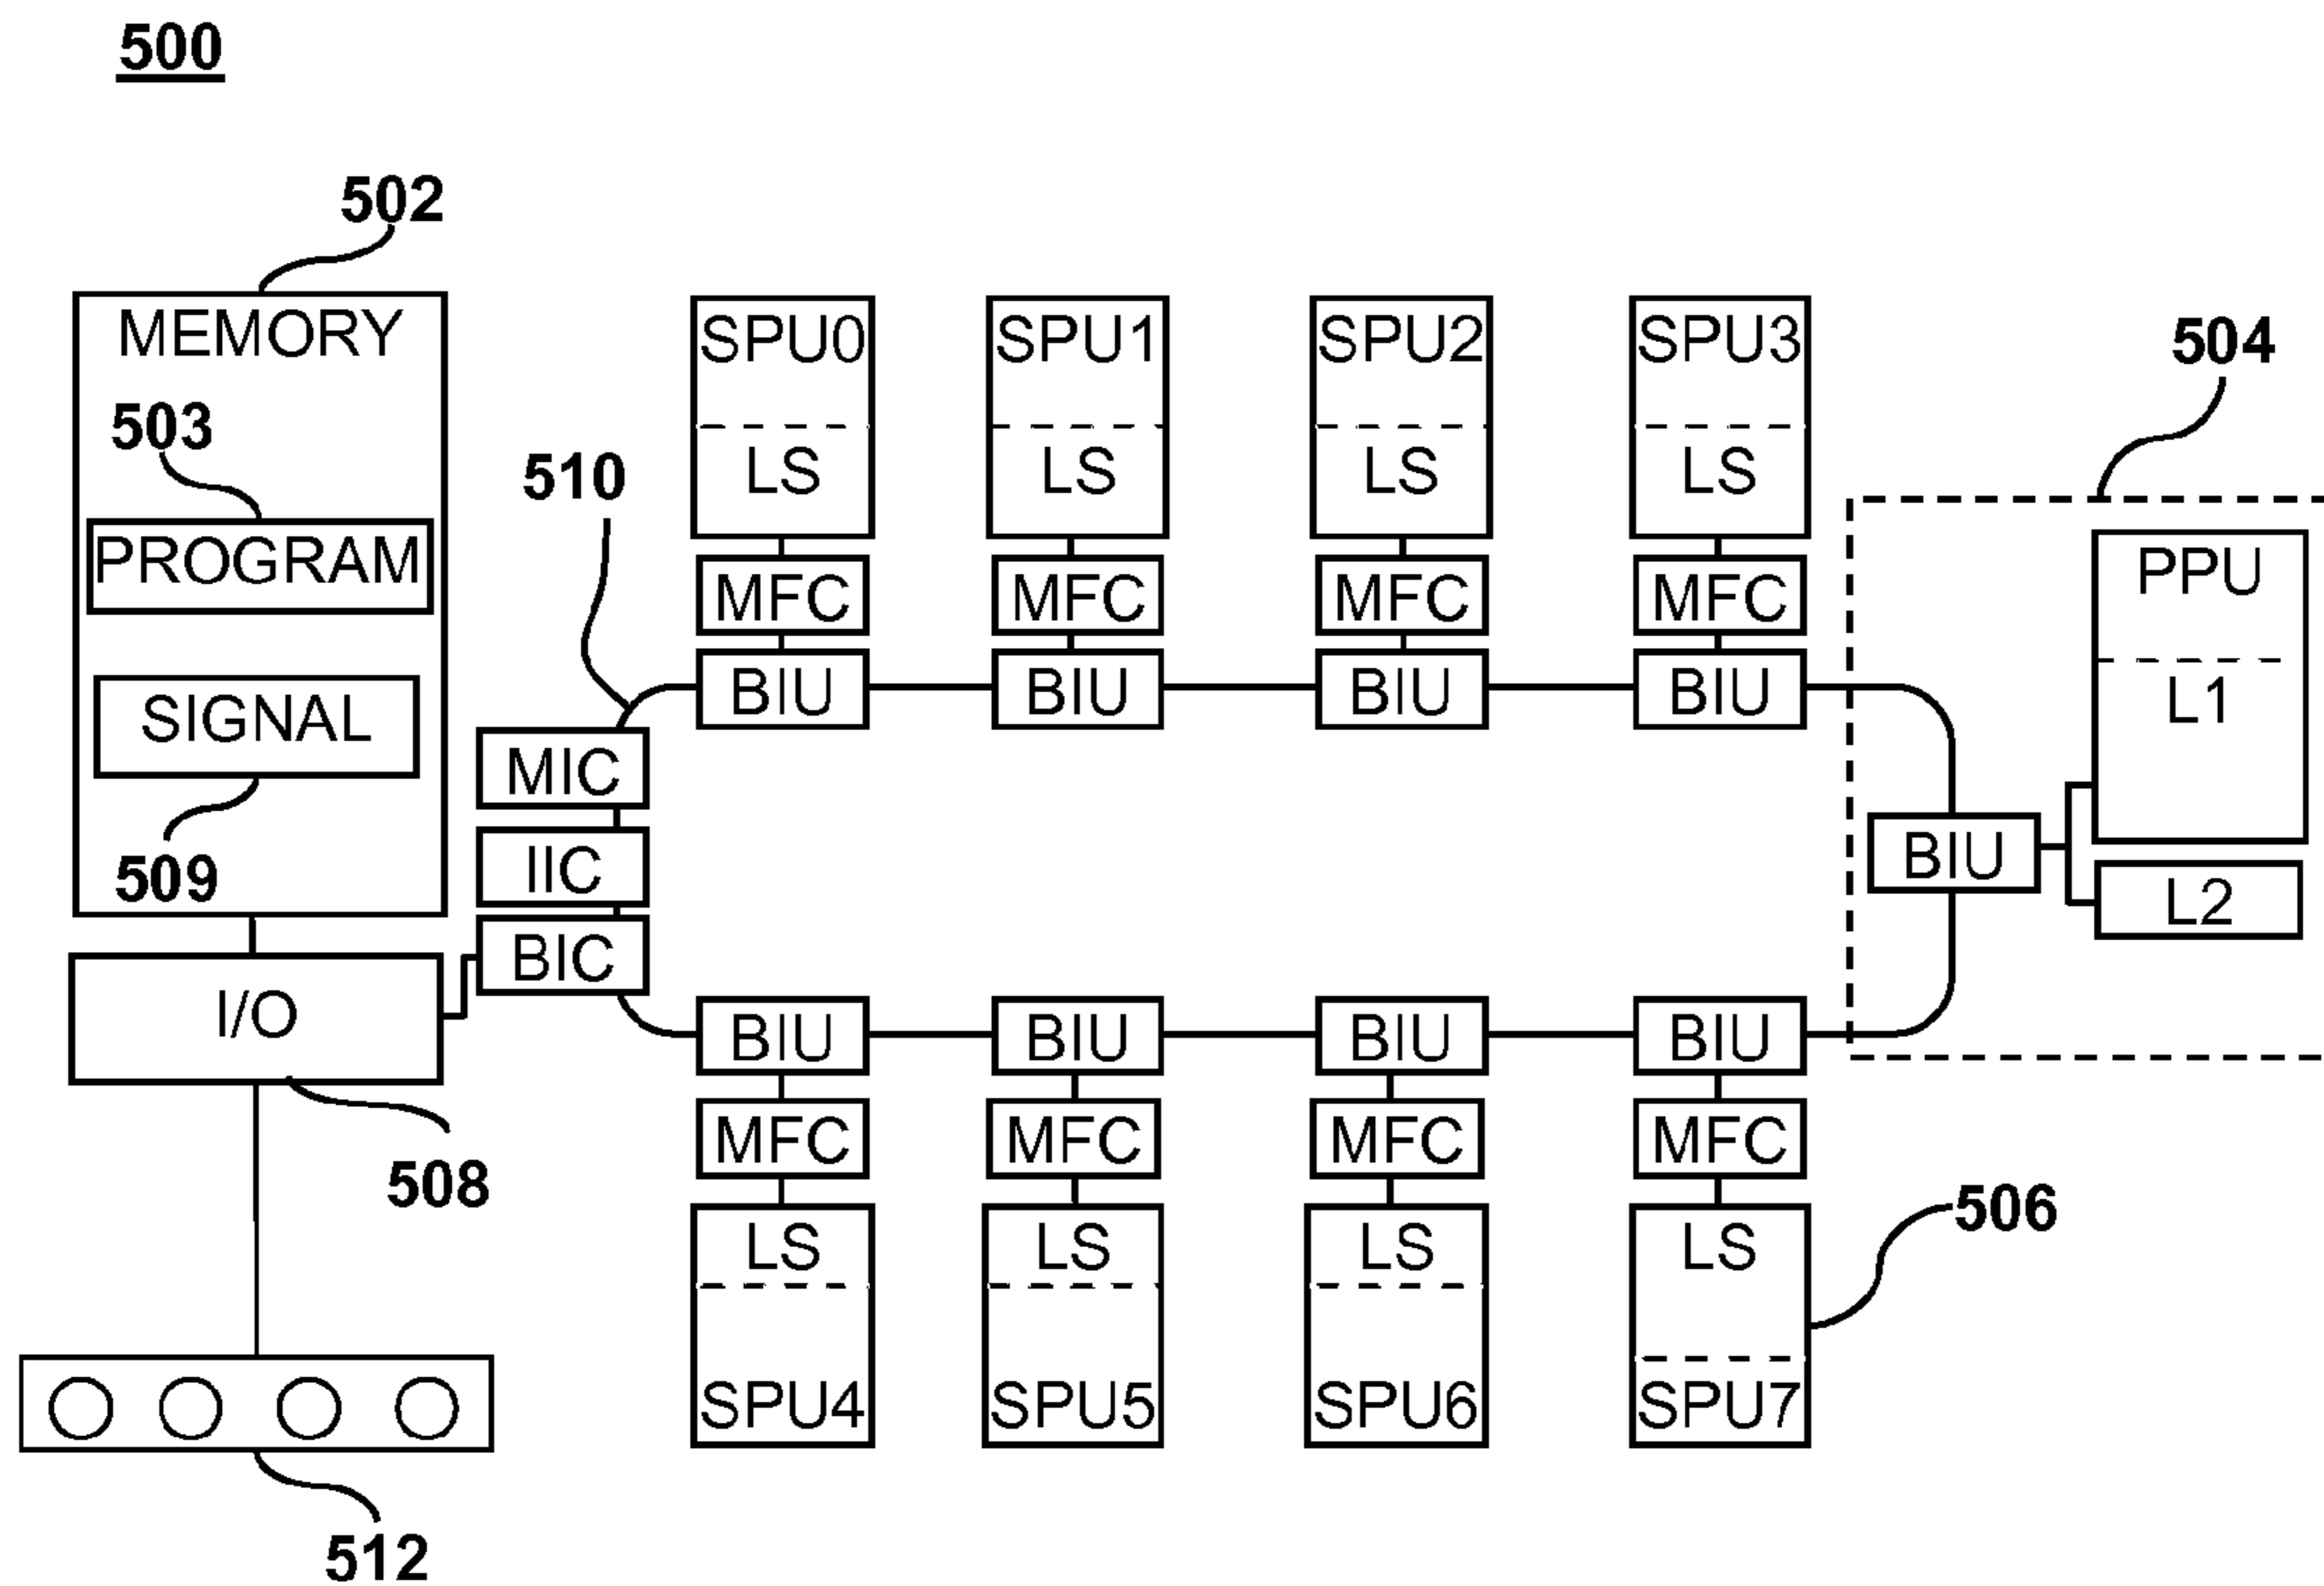 500
502
MEMORY
503
PROGRAM
SIGNAL
509
I/O
508
512
510
MIC
IIC
BIC
SPU0 SPU1 SPU2 SPU3
LS LS LS LS
MFC MFC MFC MFC
BIU BIU BIU BIU
504
PPU
L1
BIU
L2
BIU BIU BIU BIU
MFC MFC MFC MFC
LS LS LS LS
SPU4 SPU5 SPU6 SPU7
506